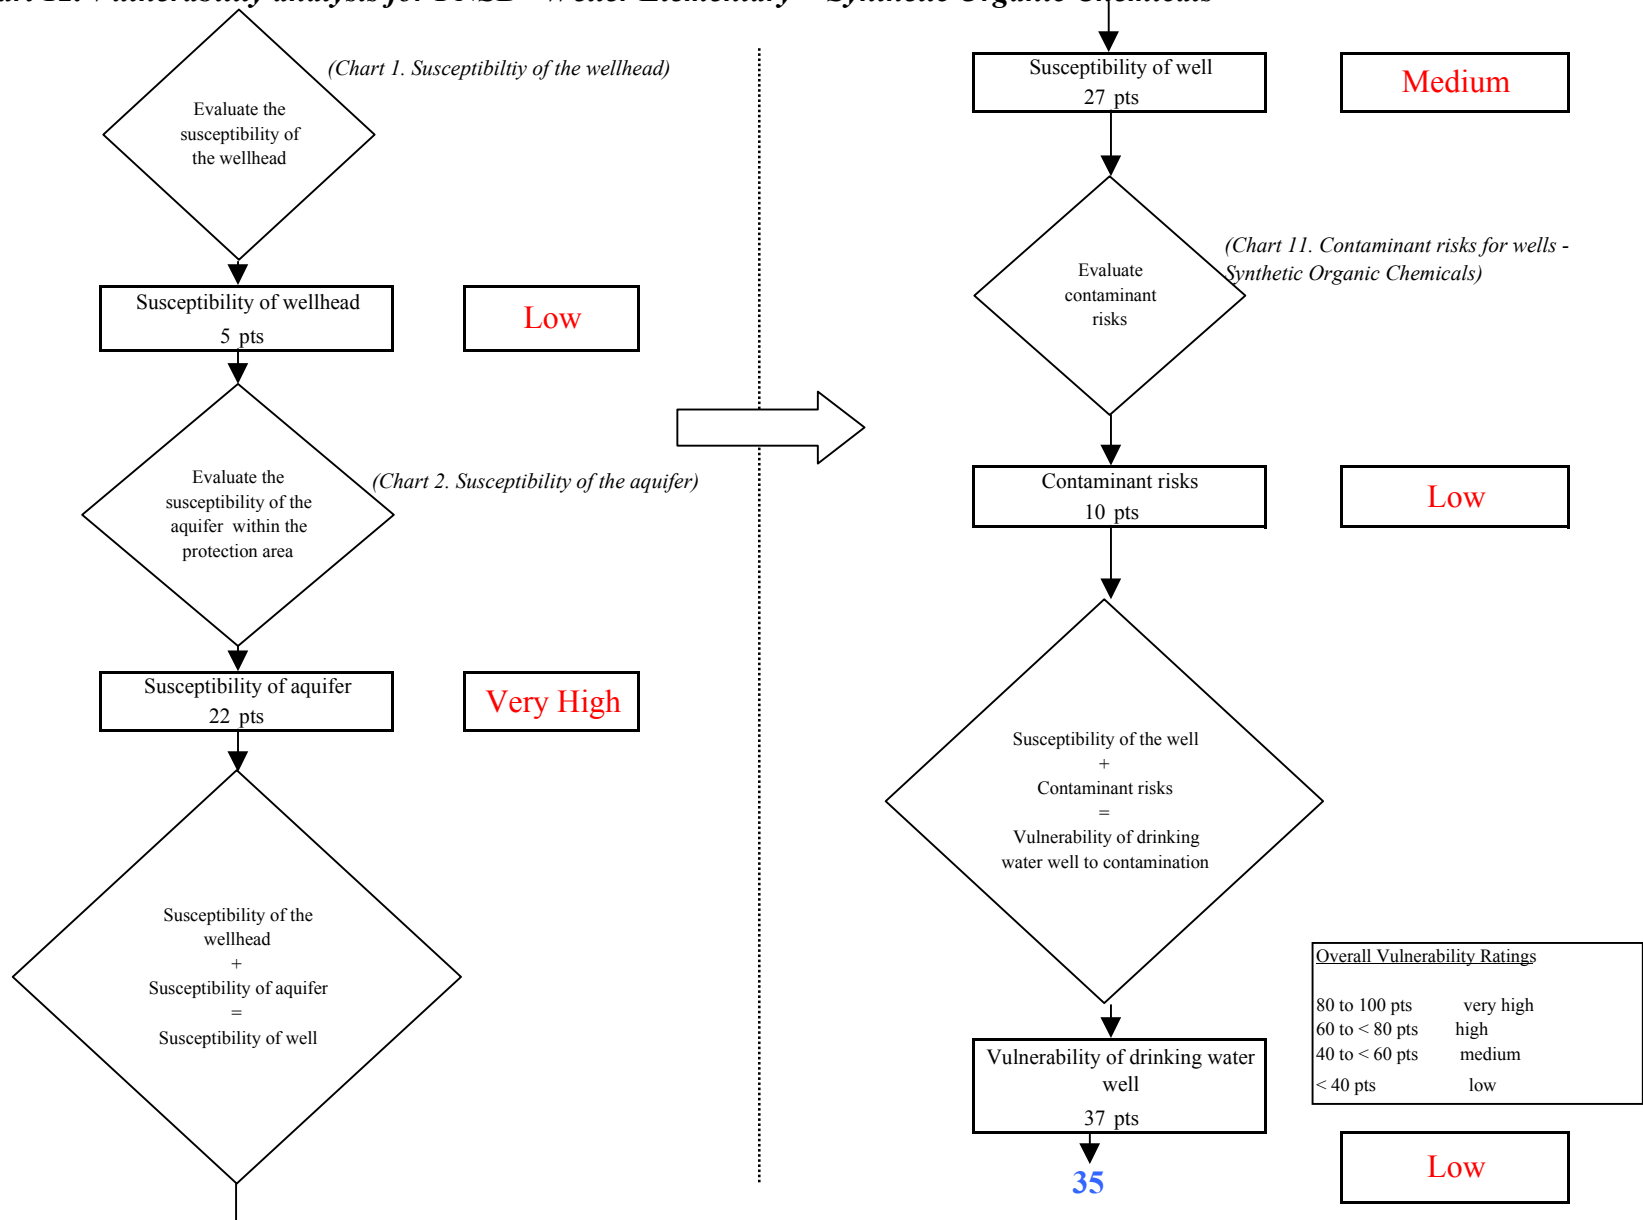 Evaluate the
susceptibility of
the wellhead
(Chart 1. Susceptibiltiy of the wellhead)
Susceptibility of wellhead
5 pts
Low
Evaluate the
susceptibility of the
aquifer within the
protection area
(Chart 2. Susceptibility of the aquifer)
Susceptibility of aquifer
22 pts
Very High
Susceptibility of the
wellhead
+
Susceptibility of aquifer
=
Susceptibility of well
Susceptibility of well
27 pts
Medium
Evaluate
contaminant
risks
(Chart 11. Contaminant risks for wells -
Synthetic Organic Chemicals)
Contaminant risks
10 pts
Low
Susceptibility of the well
+
Contaminant risks
=
Vulnerability of drinking
water well to contamination
Vulnerability of drinking water
well
37 pts
35
Overall Vulnerability Ratings
80 to 100 pts very high
60 to < 80 pts high
40 to < 60 pts medium
< 40 pts low
Low